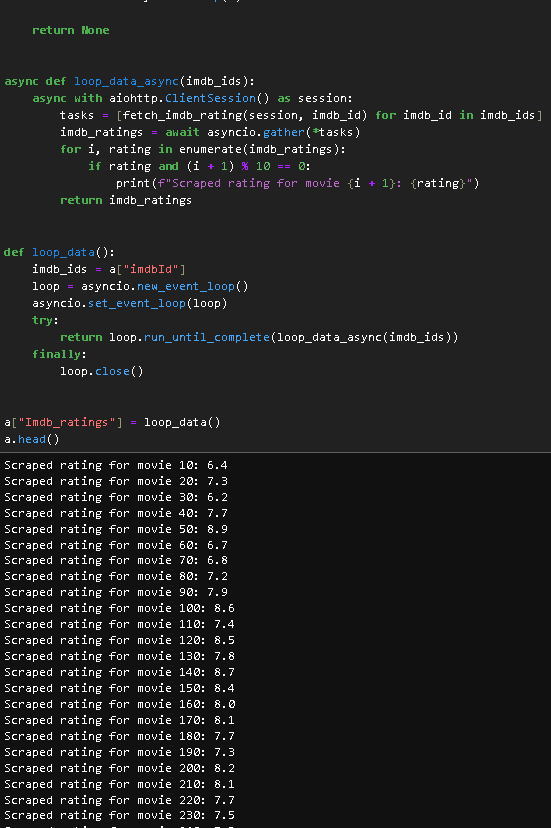 return None
async def loop_data_async(imdb_ids):
async with aiohttp.ClientSession() as session:
tasks = [fetch_imdb_rating(session, imdb_id) for imdb_id in imdb_ids]
imdb_ratings = await asyncio.gather(*tasks)
for i, rating in enumerate(imdb_ratings):
if rating and (i + 1) % 10 == 0:
print(f"Scraped rating for movie {i + 1}: {rating}")
return imdb_ratings
def loop_data():
imdb_ids = a["imdbId"]
loop = asyncio.new_event_loop()
asyncio.set_event_loop(loop)
try:
return loop.run_until_complete(loop_data_async(imdb_ids))
finally:
loop.close()
a["Imdb_ratings"] = loop_data()
a.head()
Scraped rating for movie 10: 6.4
Scraped rating for movie 20: 7.3
Scraped rating for movie 30: 6.2
Scraped rating for movie 40: 7.7
Scraped rating for movie 50: 8.9
Scraped rating for movie 60: 6.7
Scraped rating for movie 70: 6.8
Scraped rating for movie 80: 7.2
Scraped rating for movie 90: 7.9
Scraped rating for movie 100: 8.6
Scraped rating for movie 110: 7.4
Scraped rating for movie 120: 8.5
Scraped rating for movie 130: 7.8
Scraped rating for movie 140: 8.7
Scraped rating for movie 150: 8.4
Scraped rating for movie 160: 8.0
Scraped rating for movie 170: 8.1
Scraped rating for movie 180: 7.7
Scraped rating for movie 190: 7.3
Scraped rating for movie 200: 8.2
Scraped rating for movie 210: 8.1
Scraped rating for movie 220: 7.7
Scraped rating for movie 230: 7.5